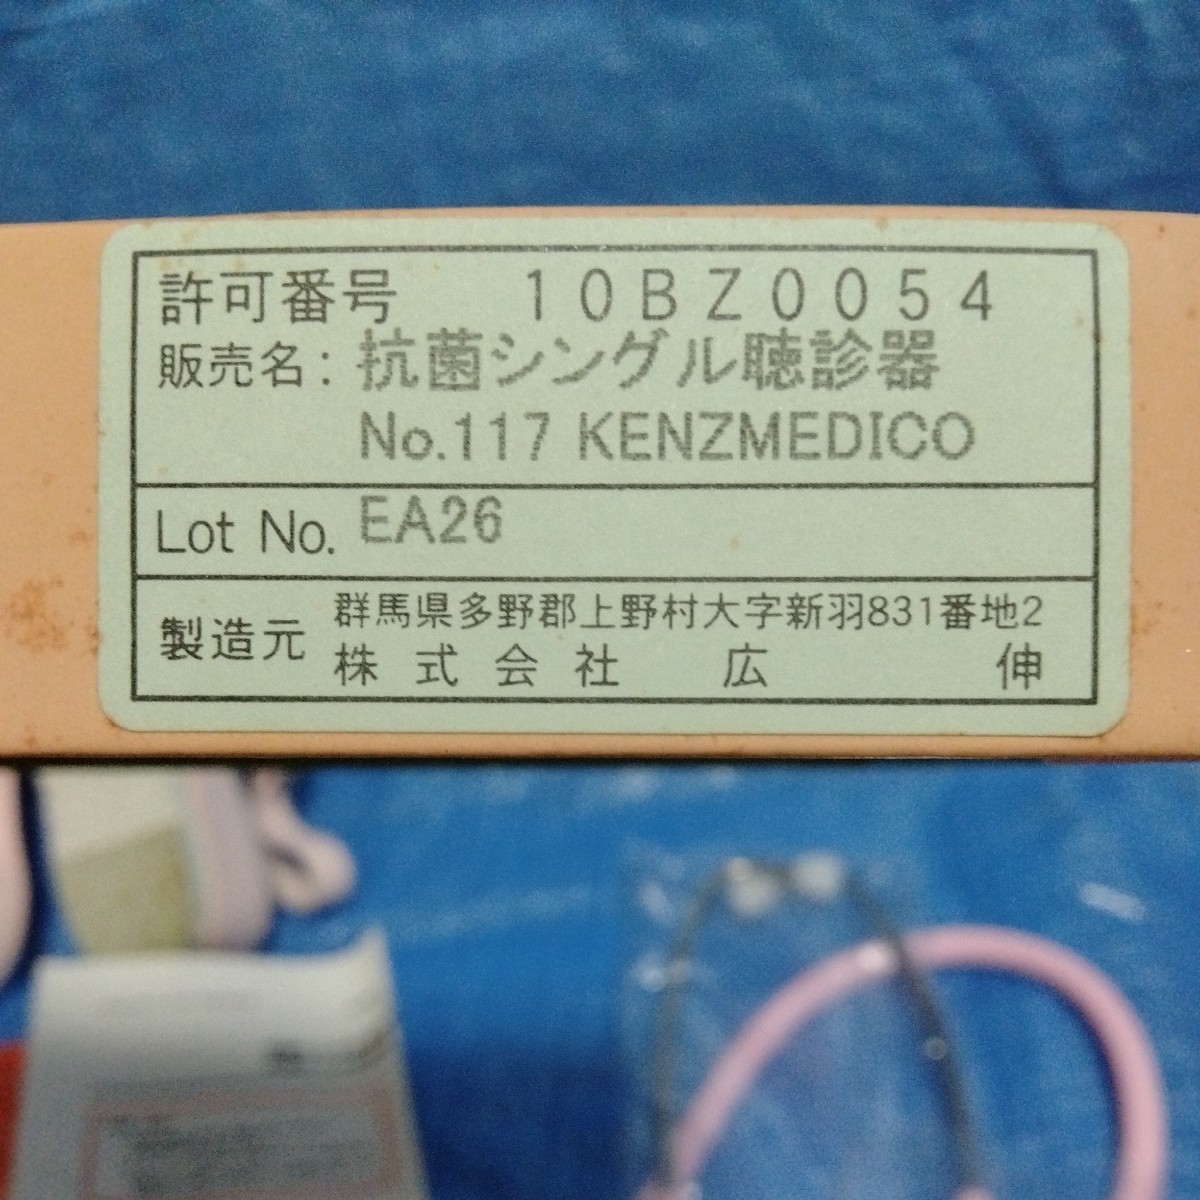 許可番号 10BZ0054
販売名: 抗菌シングル聴診器
No.117 KENZMEDICO
Lot No. EA26
製造元 群馬県多野郡上野村大字新羽831番地2
株式会社 広伸